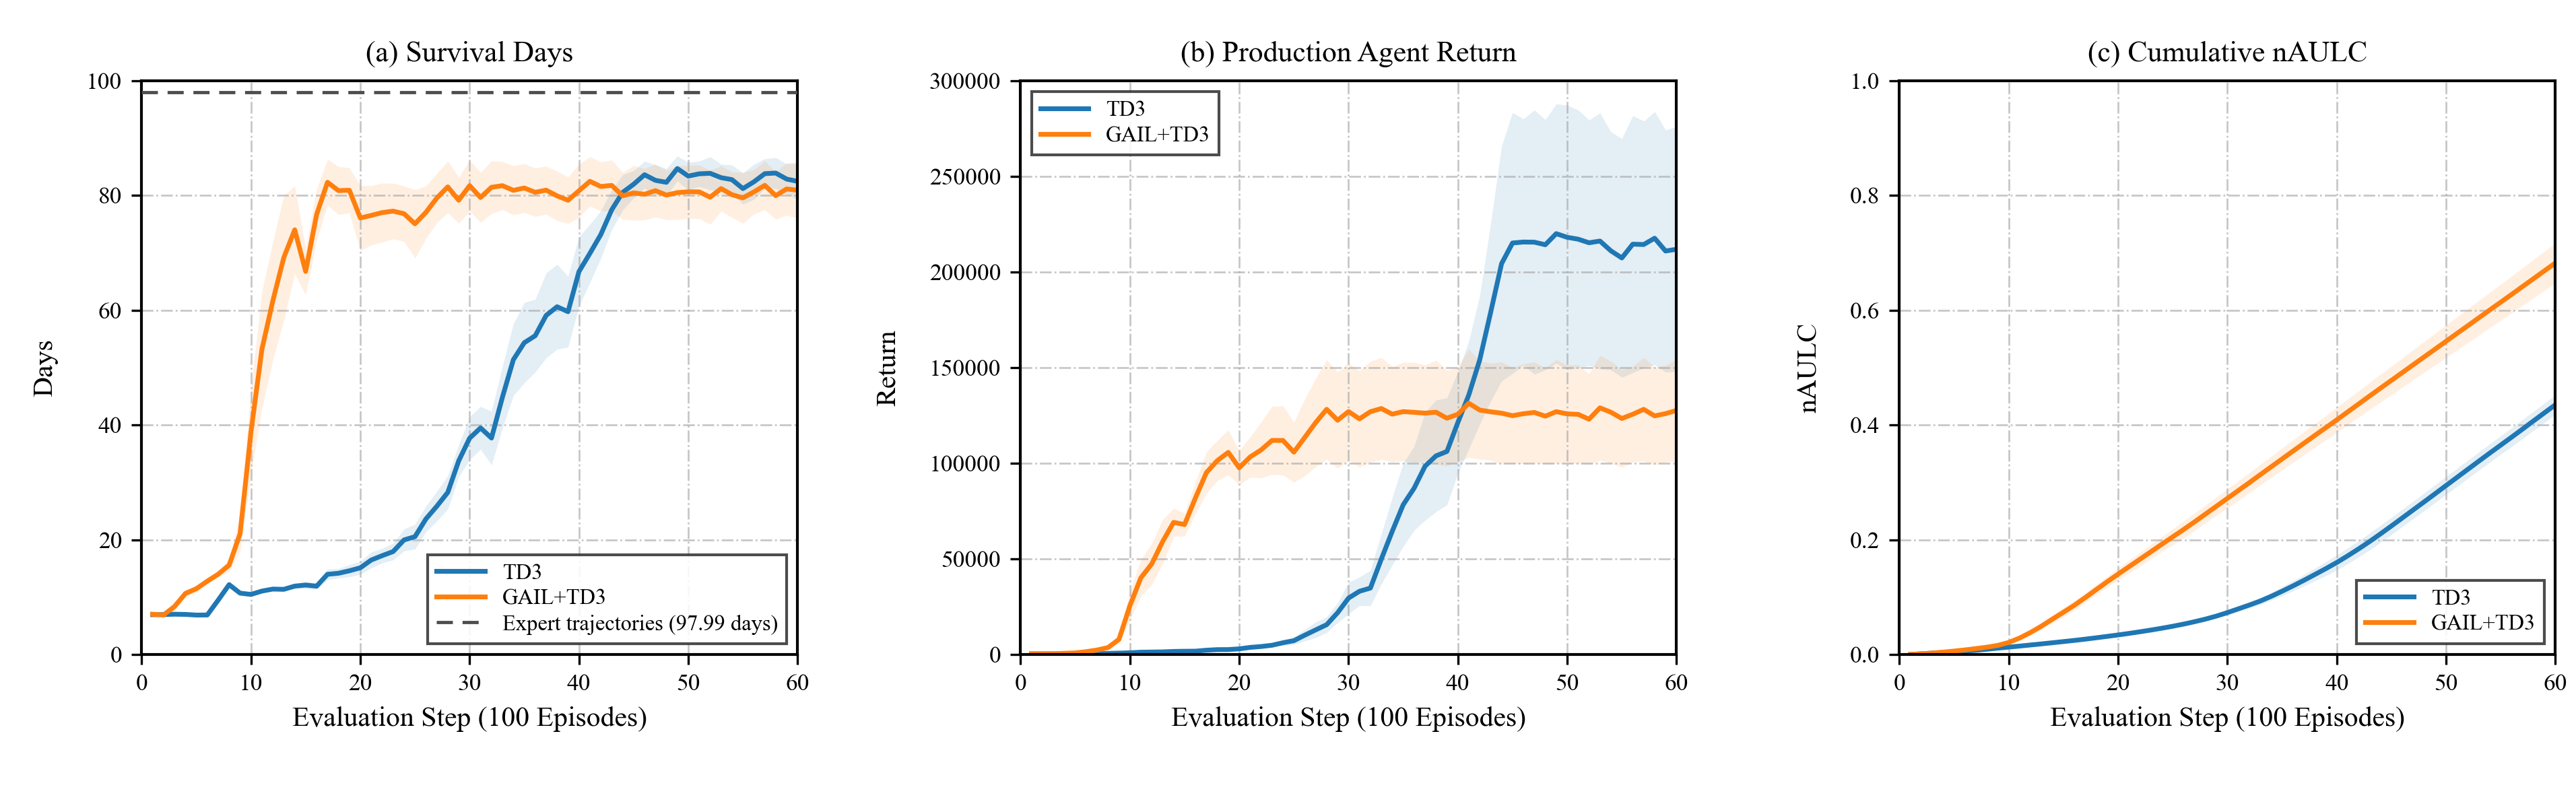 (a) Survival Days
100
80
60
40
20
0
Days
0 10 20 30 40 50 60
Evaluation Step (100 Episodes)
TD3
GAIL+TD3
Expert trajectories (97.99 days)
(b) Production Agent Return
300000
250000
200000
150000
100000
50000
0
Return
0 10 20 30 40 50 60
Evaluation Step (100 Episodes)
TD3
GAIL+TD3
(c) Cumulative nAULC
1.0
0.8
0.6
0.4
0.2
0.0
nAULC
0 10 20 30 40 50 60
Evaluation Step (100 Episodes)
TD3
GAIL+TD3